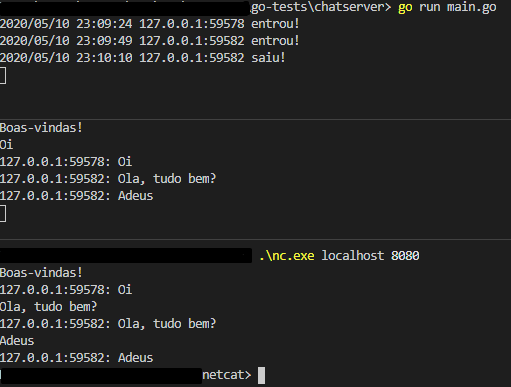 go-tests\chatserver> go run main.go
2020/05/10 23:09:24 127.0.0.1:59578 entrou!
2020/05/10 23:09:49 127.0.0.1:59582 entrou!
2020/05/10 23:10:10 127.0.0.1:59582 saiu!
Boas-vindas!
Oi
127.0.0.1:59578: Oi
127.0.0.1:59582: Ola, tudo bem?
127.0.0.1:59582: Adeus
.\nc.exe localhost 8080
Boas-vindas!
127.0.0.1:59578: Oi
Ola, tudo bem?
127.0.0.1:59582: Ola, tudo bem?
Adeus
127.0.0.1:59582: Adeus
netcat>